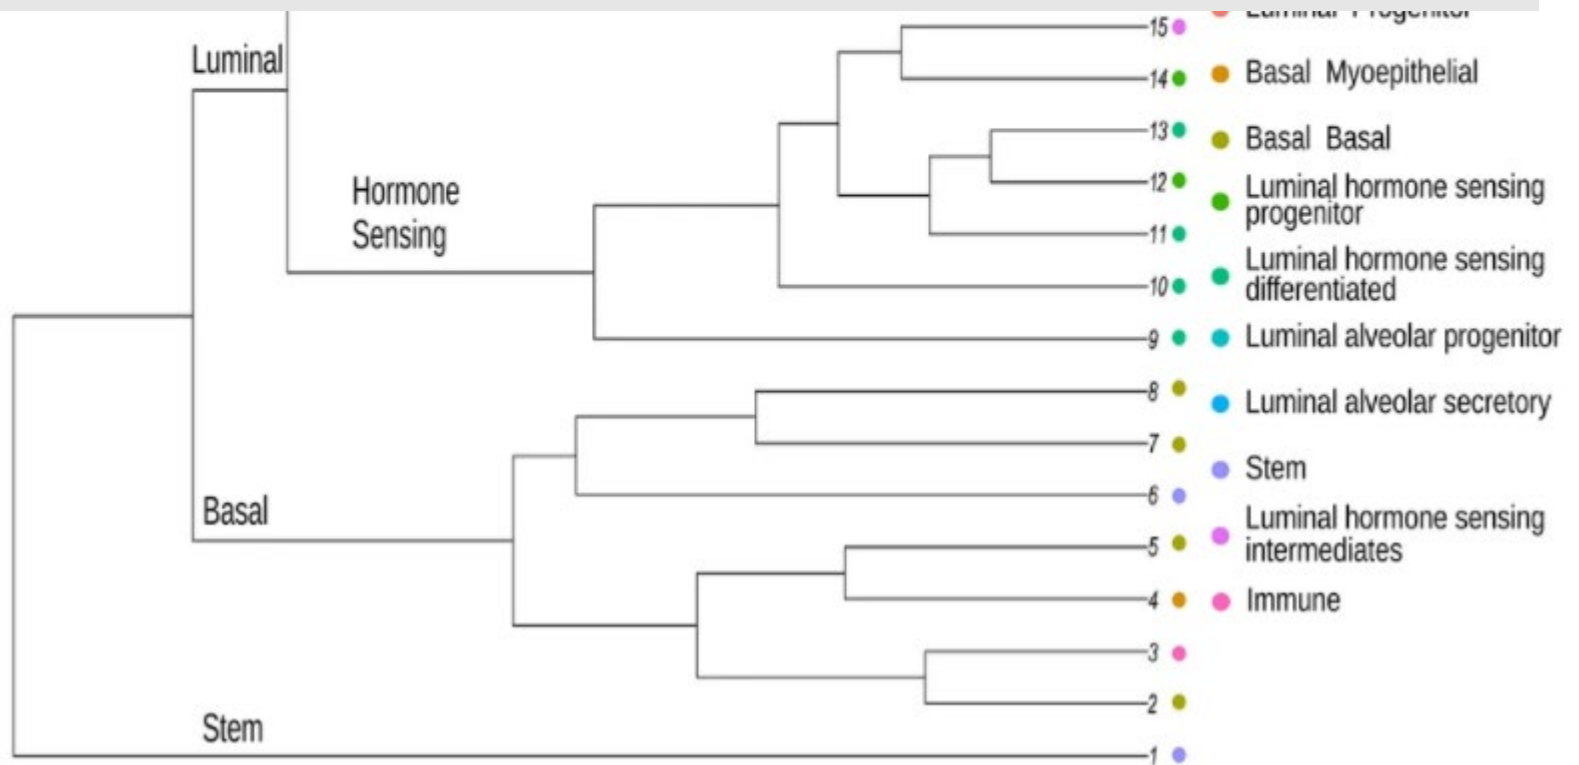 Luminal Progenitor
15
Luminal
14
Basal Myoepithelial
13
Basal Basal
12
Hormone
Sensing
Luminal hormone sensing
progenitor
11
Luminal hormone sensing
differentiated
10
9
Luminal alveolar progenitor
8
Luminal alveolar secretory
7
Stem
6
Basal
Luminal hormone sensing
intermediates
5
4
Immune
3
2
Stem
1